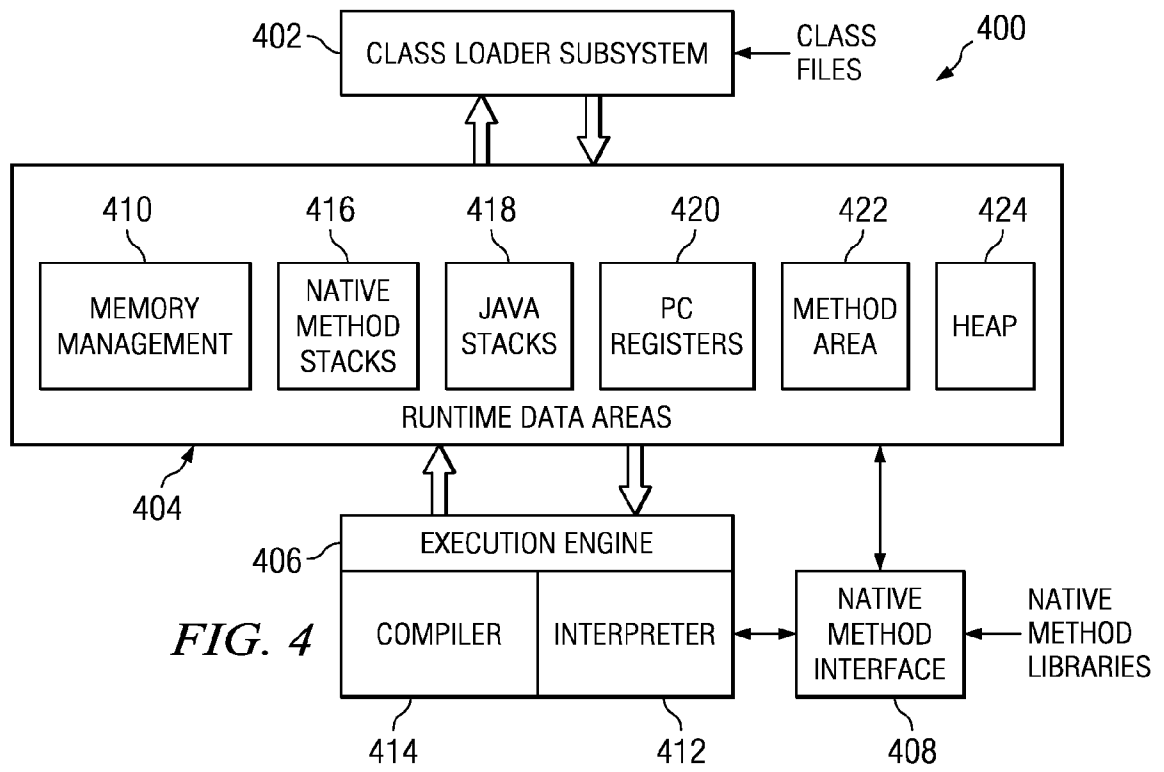 402
CLASS LOADER SUBSYSTEM
CLASS
FILES
400
410
416
418
420
422
424
MEMORY
MANAGEMENT
NATIVE
METHOD
STACKS
JAVA
STACKS
PC
REGISTERS
METHOD
AREA
HEAP
RUNTIME DATA AREAS
404
406
EXECUTION ENGINE
COMPILER
INTERPRETER
NATIVE
METHOD
INTERFACE
NATIVE
METHOD
LIBRARIES
FIG. 4
414
412
408